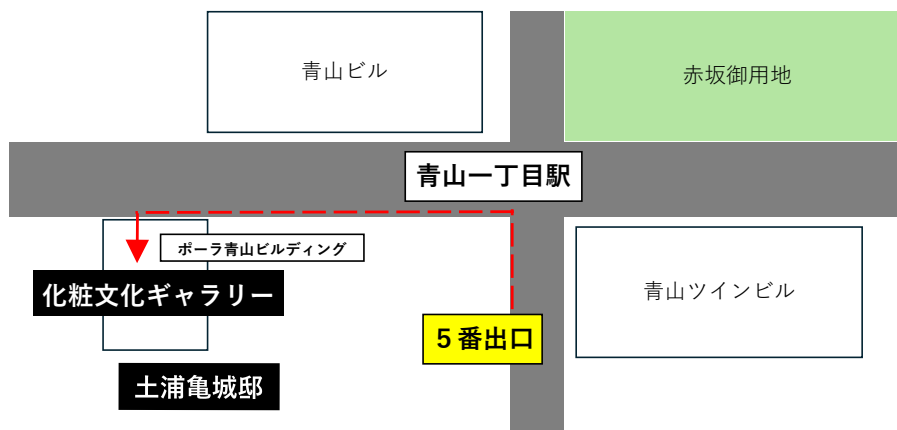 青山ビル
赤坂御用地
青山一丁目駅
ポーラ青山ビルディング
化粧文化ギャラリー
青山ツインビル
５番出口
土浦亀城邸